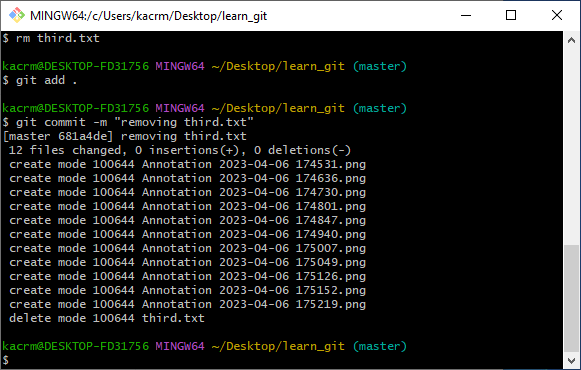 MINGW64:/c/Users/kacrm/Desktop/learn_git
$ rm third.txt
kacrm@DESKTOP-FD31756 MINGW64 ~/Desktop/learn_git (master)
$ git add .
kacrm@DESKTOP-FD31756 MINGW64 ~/Desktop/learn_git (master)
$ git commit -m "removing third.txt"
[master 681a4de] removing third.txt
12 files changed, 0 insertions(+), 0 deletions(-)
create mode 100644 Annotation 2023-04-06 174531.png
create mode 100644 Annotation 2023-04-06 174636.png
create mode 100644 Annotation 2023-04-06 174730.png
create mode 100644 Annotation 2023-04-06 174801.png
create mode 100644 Annotation 2023-04-06 174847.png
create mode 100644 Annotation 2023-04-06 174940.png
create mode 100644 Annotation 2023-04-06 175007.png
create mode 100644 Annotation 2023-04-06 175049.png
create mode 100644 Annotation 2023-04-06 175126.png
create mode 100644 Annotation 2023-04-06 175152.png
create mode 100644 Annotation 2023-04-06 175219.png
delete mode 100644 third.txt
kacrm@DESKTOP-FD31756 MINGW64 ~/Desktop/learn_git (master)
$